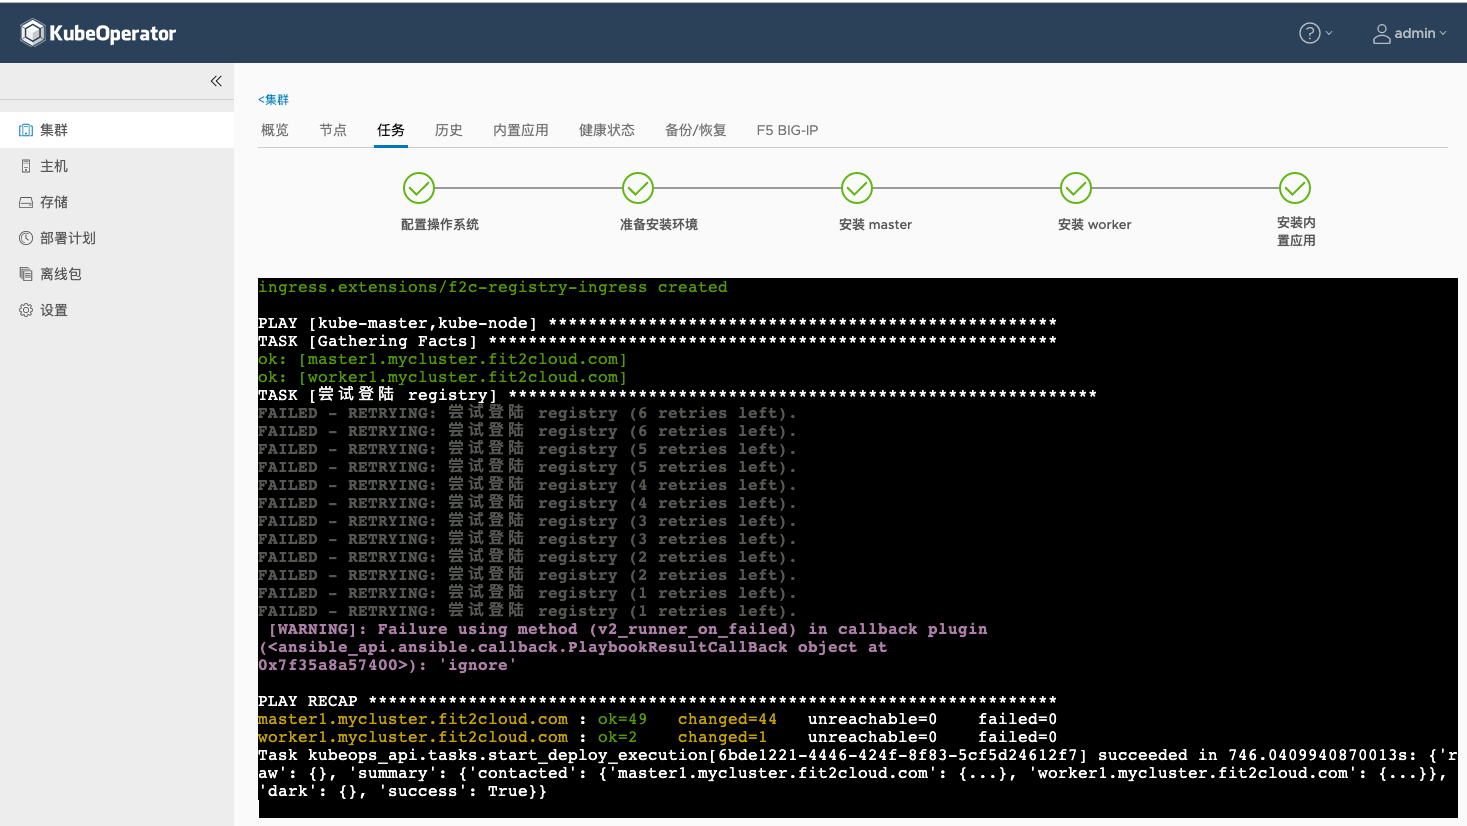 KubeOperator
admin
集群
主机
存储
部署计划
离线包
设置
<集群
概览 节点 任务 历史 内置应用 健康状态 备份/恢复 F5 BIG-IP
配置操作系统 准备安装环境 安装 master 安装 worker 安装内
置应用
ingress.extensions/f2c-registry-ingress created
PLAY [kube-master,kube-node] ***************************************************
TASK [Gathering Facts] *********************************************************
ok: [master1.mycluster.fit2cloud.com]
ok: [worker1.mycluster.fit2cloud.com]
TASK [尝试登陆 registry] ***********************************************************
FAILED - RETRYING: 尝试登陆 registry (6 retries left).
FAILED - RETRYING: 尝试登陆 registry (6 retries left).
FAILED - RETRYING: 尝试登陆 registry (5 retries left).
FAILED - RETRYING: 尝试登陆 registry (5 retries left).
FAILED - RETRYING: 尝试登陆 registry (4 retries left).
FAILED - RETRYING: 尝试登陆 registry (4 retries left).
FAILED - RETRYING: 尝试登陆 registry (3 retries left).
FAILED - RETRYING: 尝试登陆 registry (3 retries left).
FAILED - RETRYING: 尝试登陆 registry (2 retries left).
FAILED - RETRYING: 尝试登陆 registry (2 retries left).
FAILED - RETRYING: 尝试登陆 registry (1 retries left).
FAILED - RETRYING: 尝试登陆 registry (1 retries left).
[WARNING]: Failure using method (v2_runner_on_failed) in callback plugin
(<ansible_api.ansible.callback.PlaybookResultCallBack object at
0x7f35a8a57400>): 'ignore'
PLAY RECAP *********************************************************************
master1.mycluster.fit2cloud.com : ok=49 changed=44 unreachable=0 failed=0
worker1.mycluster.fit2cloud.com : ok=2 changed=1 unreachable=0 failed=0
Task kubeops_api.tasks.start_deploy_execution[6bde1221-4446-424f-8f83-5cf5d24612f7] succeeded in 746.0409940870013s: {'r
aw': {}, 'summary': {'contacted': {'master1.mycluster.fit2cloud.com': {...}, 'worker1.mycluster.fit2cloud.com': {...}},
'dark': {}, 'success': True}}